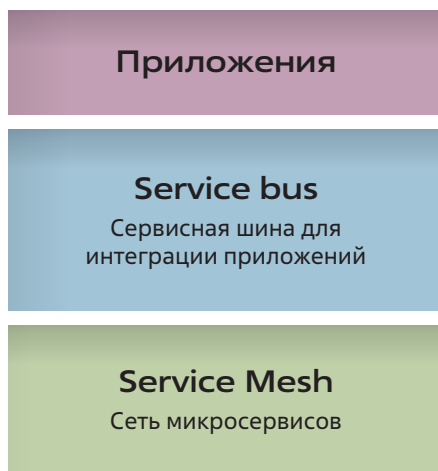 Приложения
Service bus
Сервисная шина для
интеграции приложений
Service Mesh
Сеть микросервисов